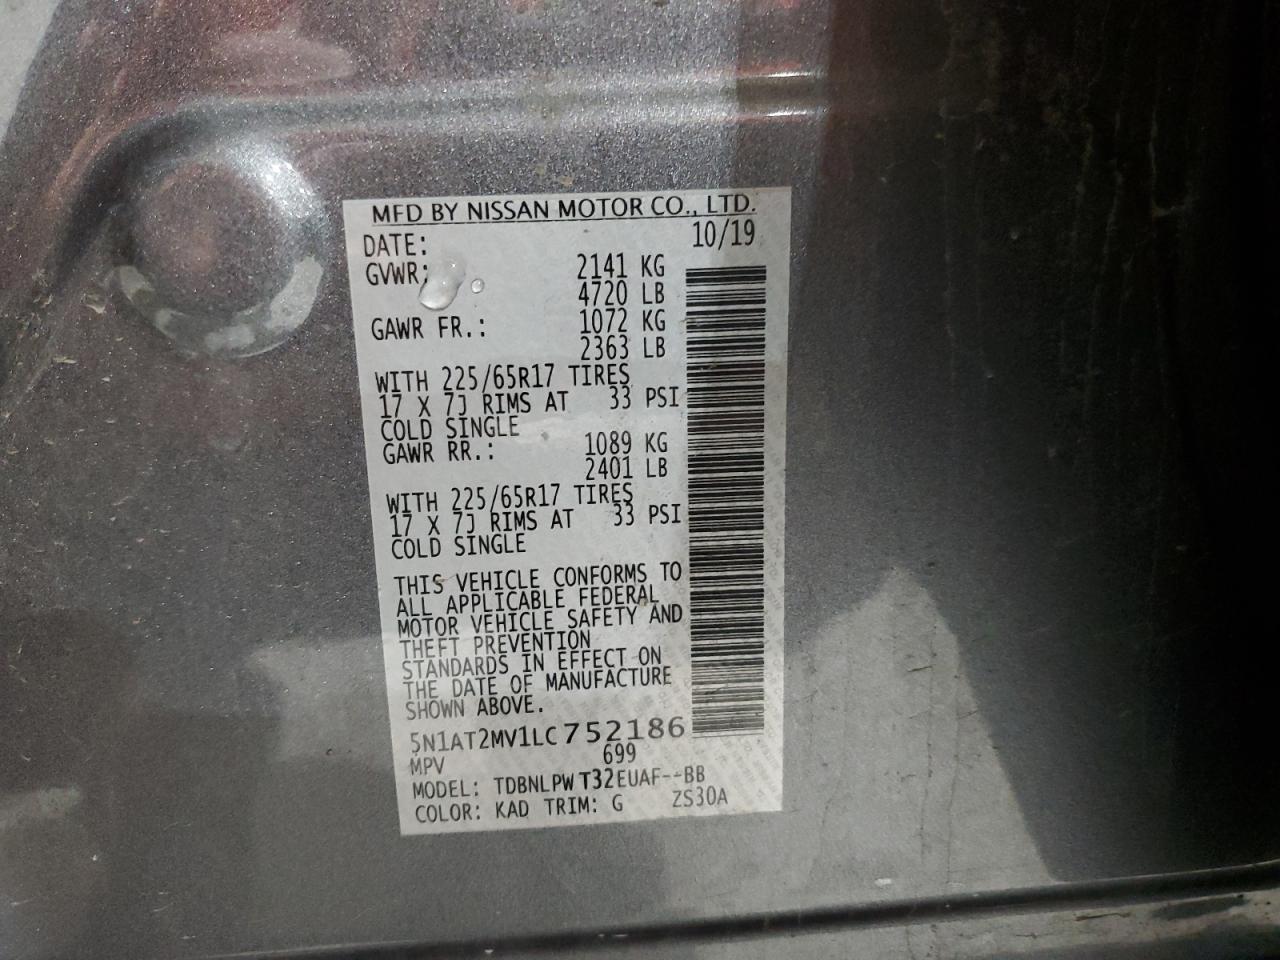 MFD BY NISSAN MOTOR CO., LTD.
DATE: 10/19
GVWR: 2141 KG
4720 LB
GAWR FR.: 1072 KG
2363 LB
WITH 225/65R17 TIRES
17 X 7J RIMS AT 33 PSI
COLD SINGLE
GAWR RR.: 1089 KG
2401 LB
WITH 225/65R17 TIRES
17 X 7J RIMS AT 33 PSI
COLD SINGLE
THIS VEHICLE CONFORMS TO
ALL APPLICABLE FEDERAL
MOTOR VEHICLE SAFETY AND
THEFT PREVENTION
STANDARDS IN EFFECT ON
THE DATE OF MANUFACTURE
SHOWN ABOVE.
5N1AT2MV1LC752186
MPV 699
MODEL: TDBNLPW T32EUAF--BB
COLOR: KAD TRIM: G ZS30A